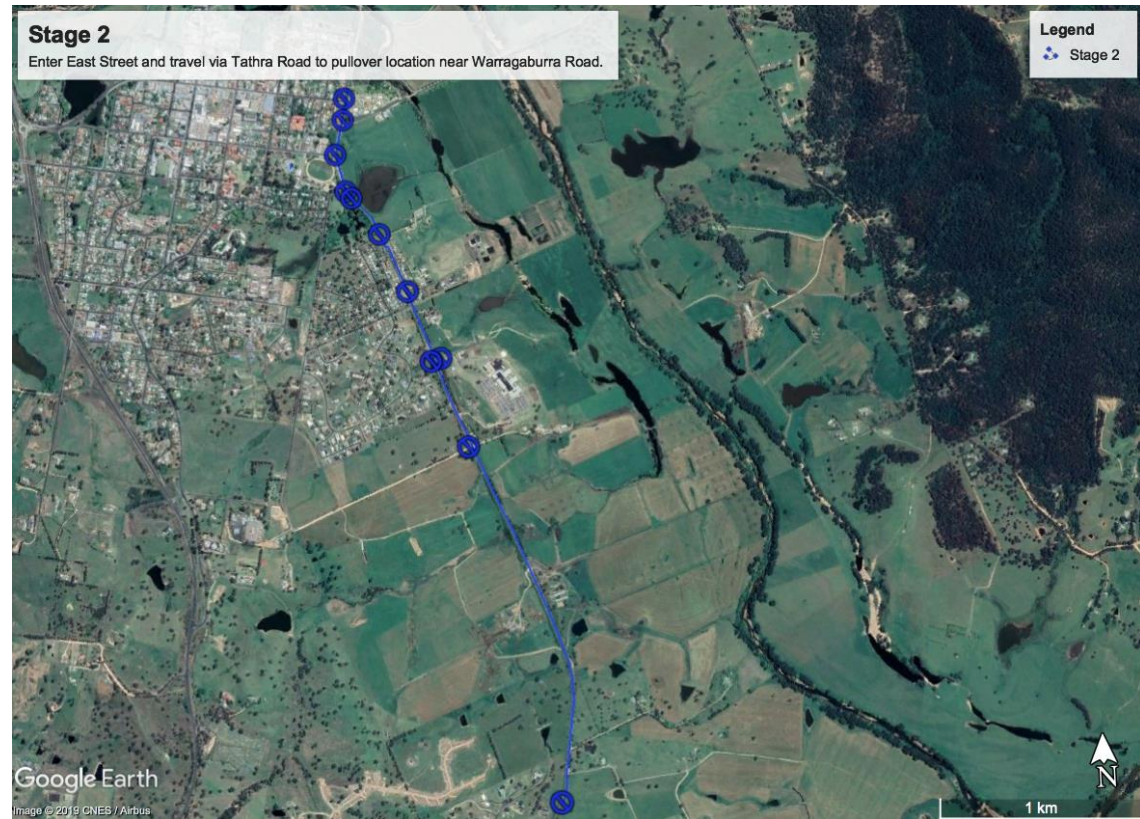 Stage 2
Enter East Street and travel via Tathra Road to pullover location near Warragaburra Road.
Legend
Stage 2
Google Earth
Image © 2019 CNES / Airbus
N
1 km